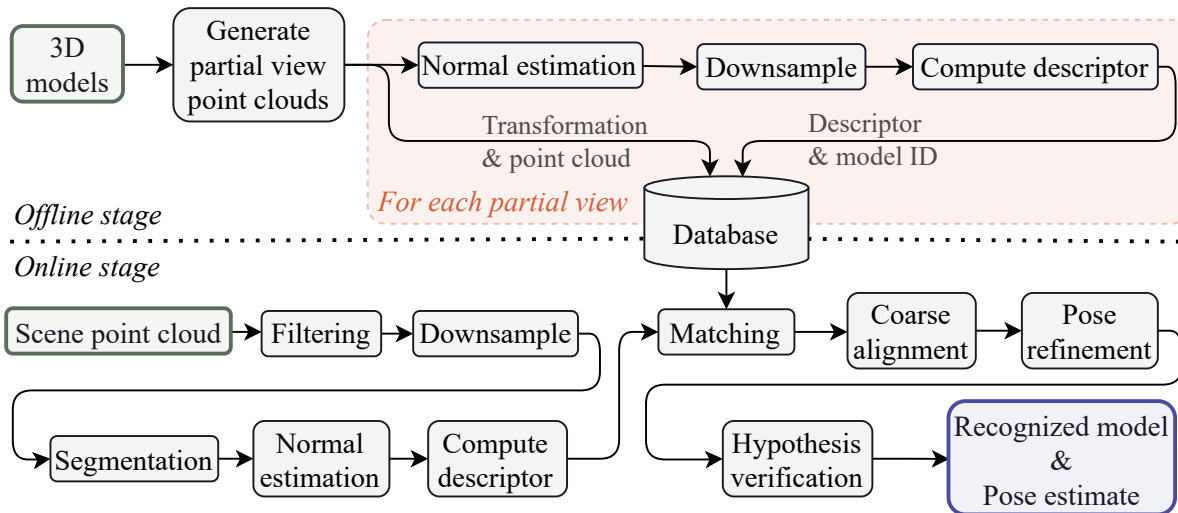 3D
models
Generate
partial view
point clouds
Normal estimation
Downsample
Compute descriptor
Transformation
& point cloud
Descriptor
& model ID
For each partial view
Database
Offline stage
Online stage
Scene point cloud
Filtering
Downsample
Segmentation
Normal
estimation
Compute
descriptor
Matching
Coarse
alignment
Pose
refinement
Hypothesis
verification
Recognized model
&
Pose estimate